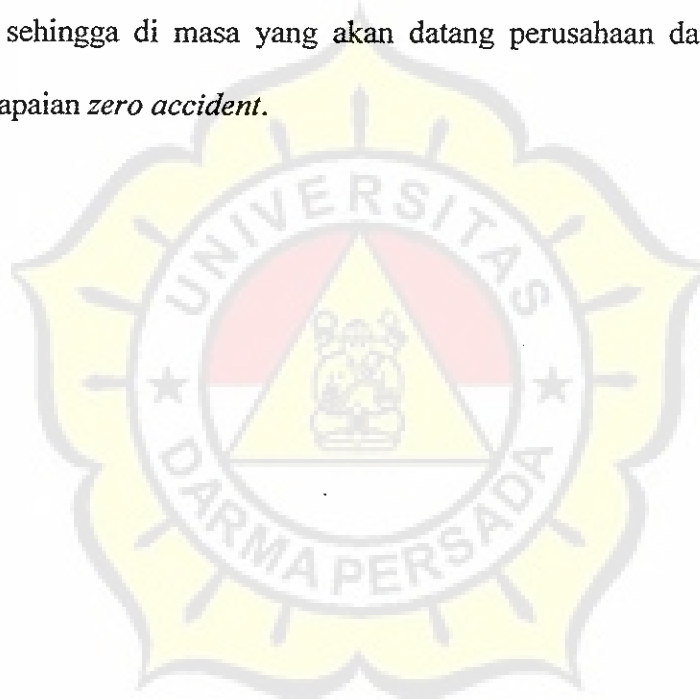 sehingga di masa yang akan datang perusahaan da
apaian zero accident.
UNIVERSITAS
DARMA PERSADA